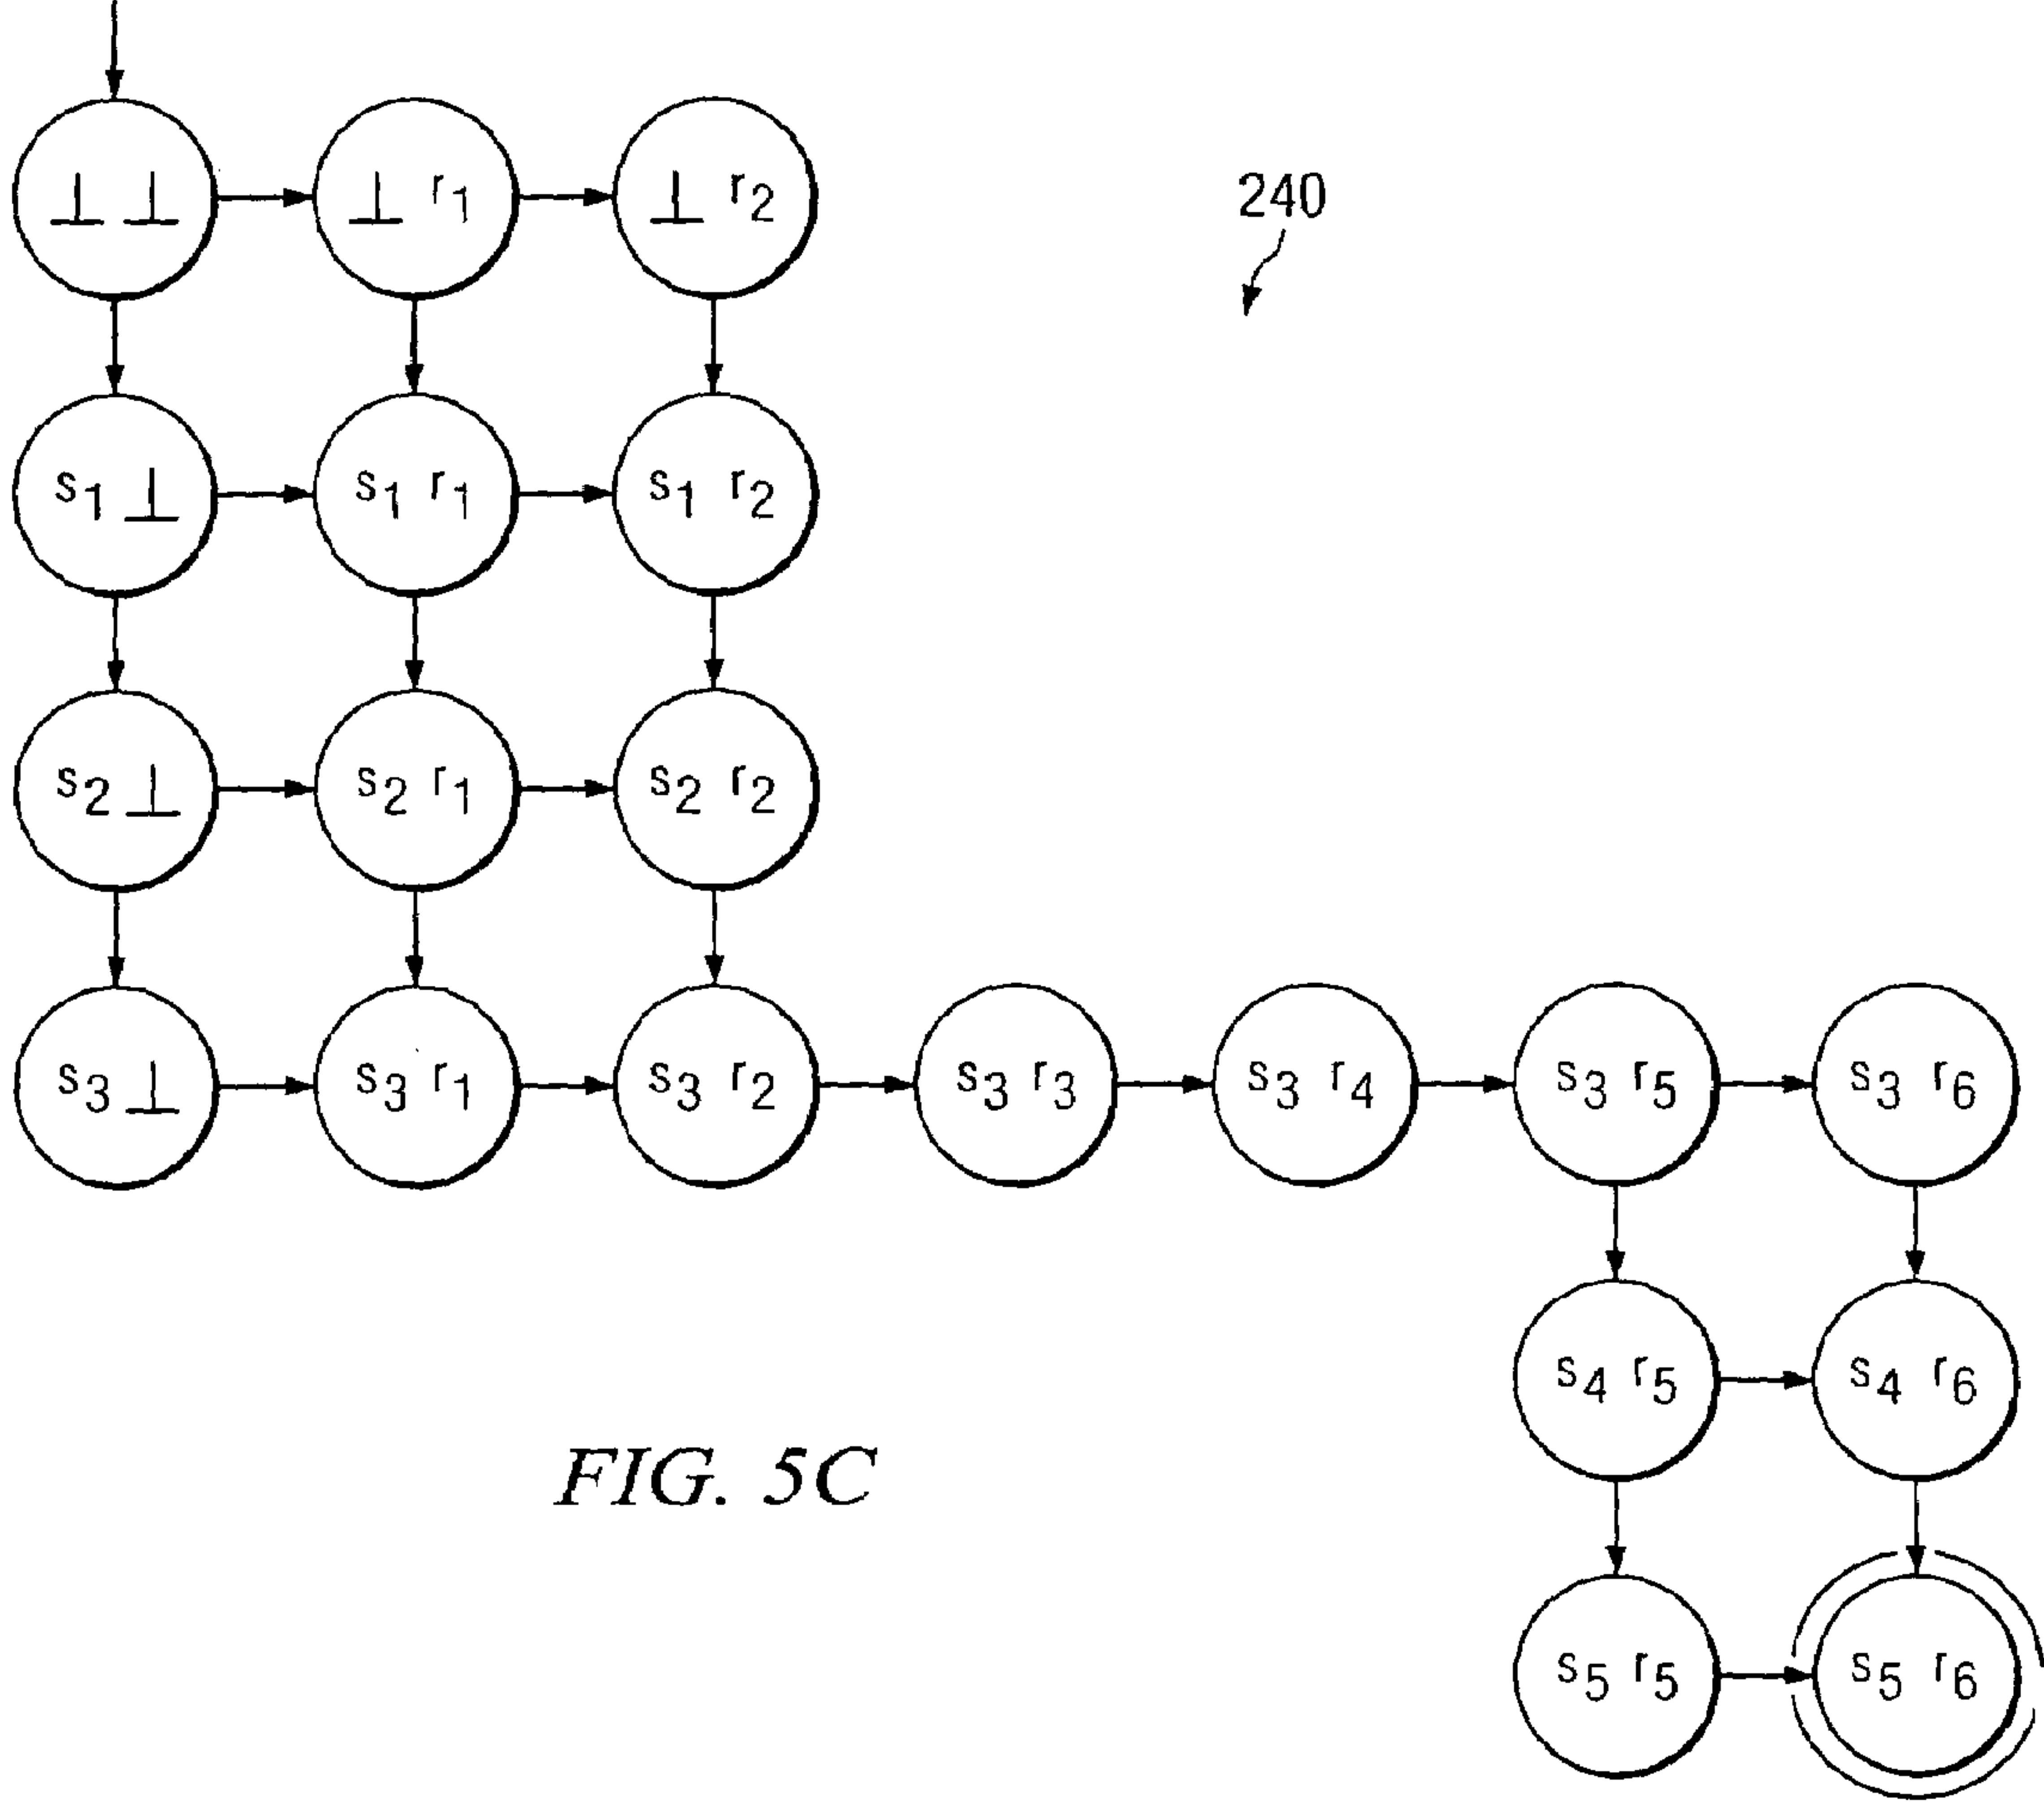 ⊥ ⊥
⊥ r1
⊥ r2
240
s1 ⊥
s1 r1
s1 r2
s2 ⊥
s2 r1
s2 r2
s3 ⊥
s3 r1
s3 r2
s3 r3
s3 r4
s3 r5
s3 r6
s4 r5
s4 r6
FIG. 5C
s5 r5
s5 r6